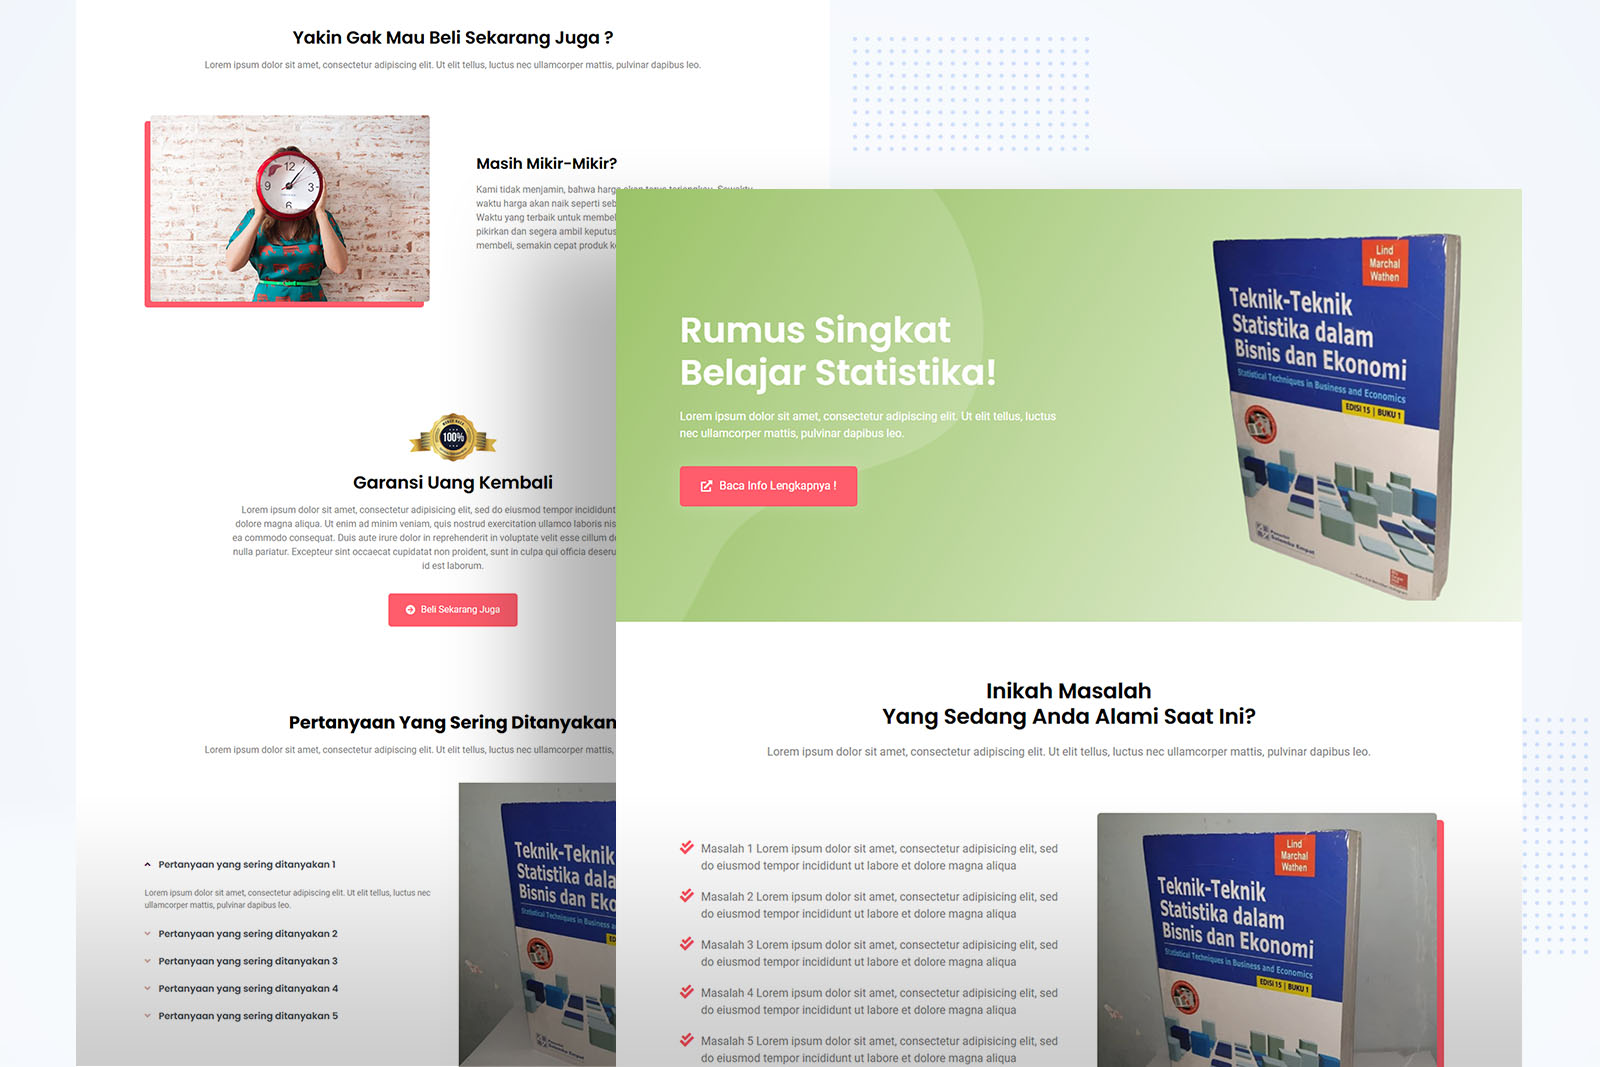 Yakin Gak Mau Beli Sekarang Juga ?
Lorem ipsum dolor sit amet, consectetur adipiscing elit. Ut elit tellus, luctus nec ullamcorper mattis, pulvinar dapibus leo.
12
9
3
6
Masih Mikir-Mikir?
Kami tidak menjamin, bahwa harga akan terus terjangkau. Sewaktu
waktu harga akan naik seperti seb
Waktu yang terbaik untuk membel
pikirkan dan segera ambil keputus
membeli, semakin cepat produk k
100%
Garansi Uang Kembali
Lorem ipsum dolor sit amet, consectetur adipisicing elit, sed do eiusmod tempor incididunt
dolore magna aliqua. Ut enim ad minim veniam, quis nostrud exercitation ullamco laboris nis
ea commodo consequat. Duis aute irure dolor in reprehenderit in voluptate velit esse cillum d
nulla pariatur. Excepteur sint occaecat cupidatat non proident, sunt in culpa qui officia deseru
id est laborum.
Beli Sekarang Juga
Pertanyaan Yang Sering Ditanyakan
Lorem ipsum dolor sit amet, consectetur adipiscing elit. Ut elit tellus, luctus nec ullamcorper mattis,
Pertanyaan yang sering ditanyakan 1
Lorem ipsum dolor sit amet, consectetur adipiscing elit. Ut elit tellus, luctus nec
ullamcorper mattis, pulvinar dapibus leo.
Pertanyaan yang sering ditanyakan 2
Pertanyaan yang sering ditanyakan 3
Pertanyaan yang sering ditanyakan 4
Pertanyaan yang sering ditanyakan 5
Teknik-Teknik
Statistika dala
Bisnis dan Eko
Statistical Techniques in Busines
ED
Salemba Empat
Rumus Singkat
Belajar Statistika!
Lorem ipsum dolor sit amet, consectetur adipiscing elit. Ut elit tellus, luctus
nec ullamcorper mattis, pulvinar dapibus leo.
Baca Info Lengkapnya !
Lind
Marchal
Wathen
Teknik-Teknik
Statistika dalam
Bisnis dan Ekonomi
Statistical Techniques in Business and Economics
EDISI 15 | BUKU 1
Salemba Empat
Inikah Masalah
Yang Sedang Anda Alami Saat Ini?
Lorem ipsum dolor sit amet, consectetur adipiscing elit. Ut elit tellus, luctus nec ullamcorper mattis, pulvinar dapibus leo.
Masalah 1 Lorem ipsum dolor sit amet, consectetur adipisicing elit, sed
do eiusmod tempor incididunt ut labore et dolore magna aliqua
Masalah 2 Lorem ipsum dolor sit amet, consectetur adipisicing elit, sed
do eiusmod tempor incididunt ut labore et dolore magna aliqua
Masalah 3 Lorem ipsum dolor sit amet, consectetur adipisicing elit, sed
do eiusmod tempor incididunt ut labore et dolore magna aliqua
Masalah 4 Lorem ipsum dolor sit amet, consectetur adipisicing elit, sed
do eiusmod tempor incididunt ut labore et dolore magna aliqua
Masalah 5 Lorem ipsum dolor sit amet, consectetur adipisicing elit, sed
do eiusmod tempor incididunt ut labore et dolore magna aliqua
Lind
Marchal
Wathen
Teknik-Teknik
Statistika dalam
Bisnis dan Ekonomi
Statistical Techniques in Business and Economics
EDISI 15 | BUKU 1